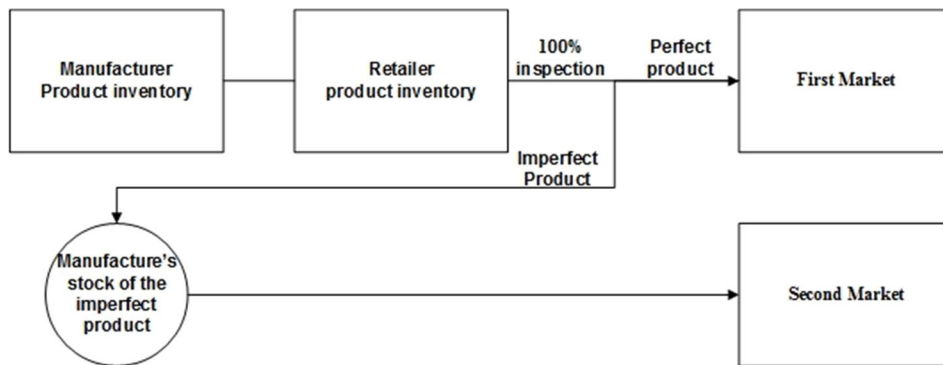 Manufacturer
Product inventory
Retailer
product inventory
100%
inspection
Perfect
product
First Market
Imperfect
Product
Manufacture's
stock of the
imperfect
product
Second Market